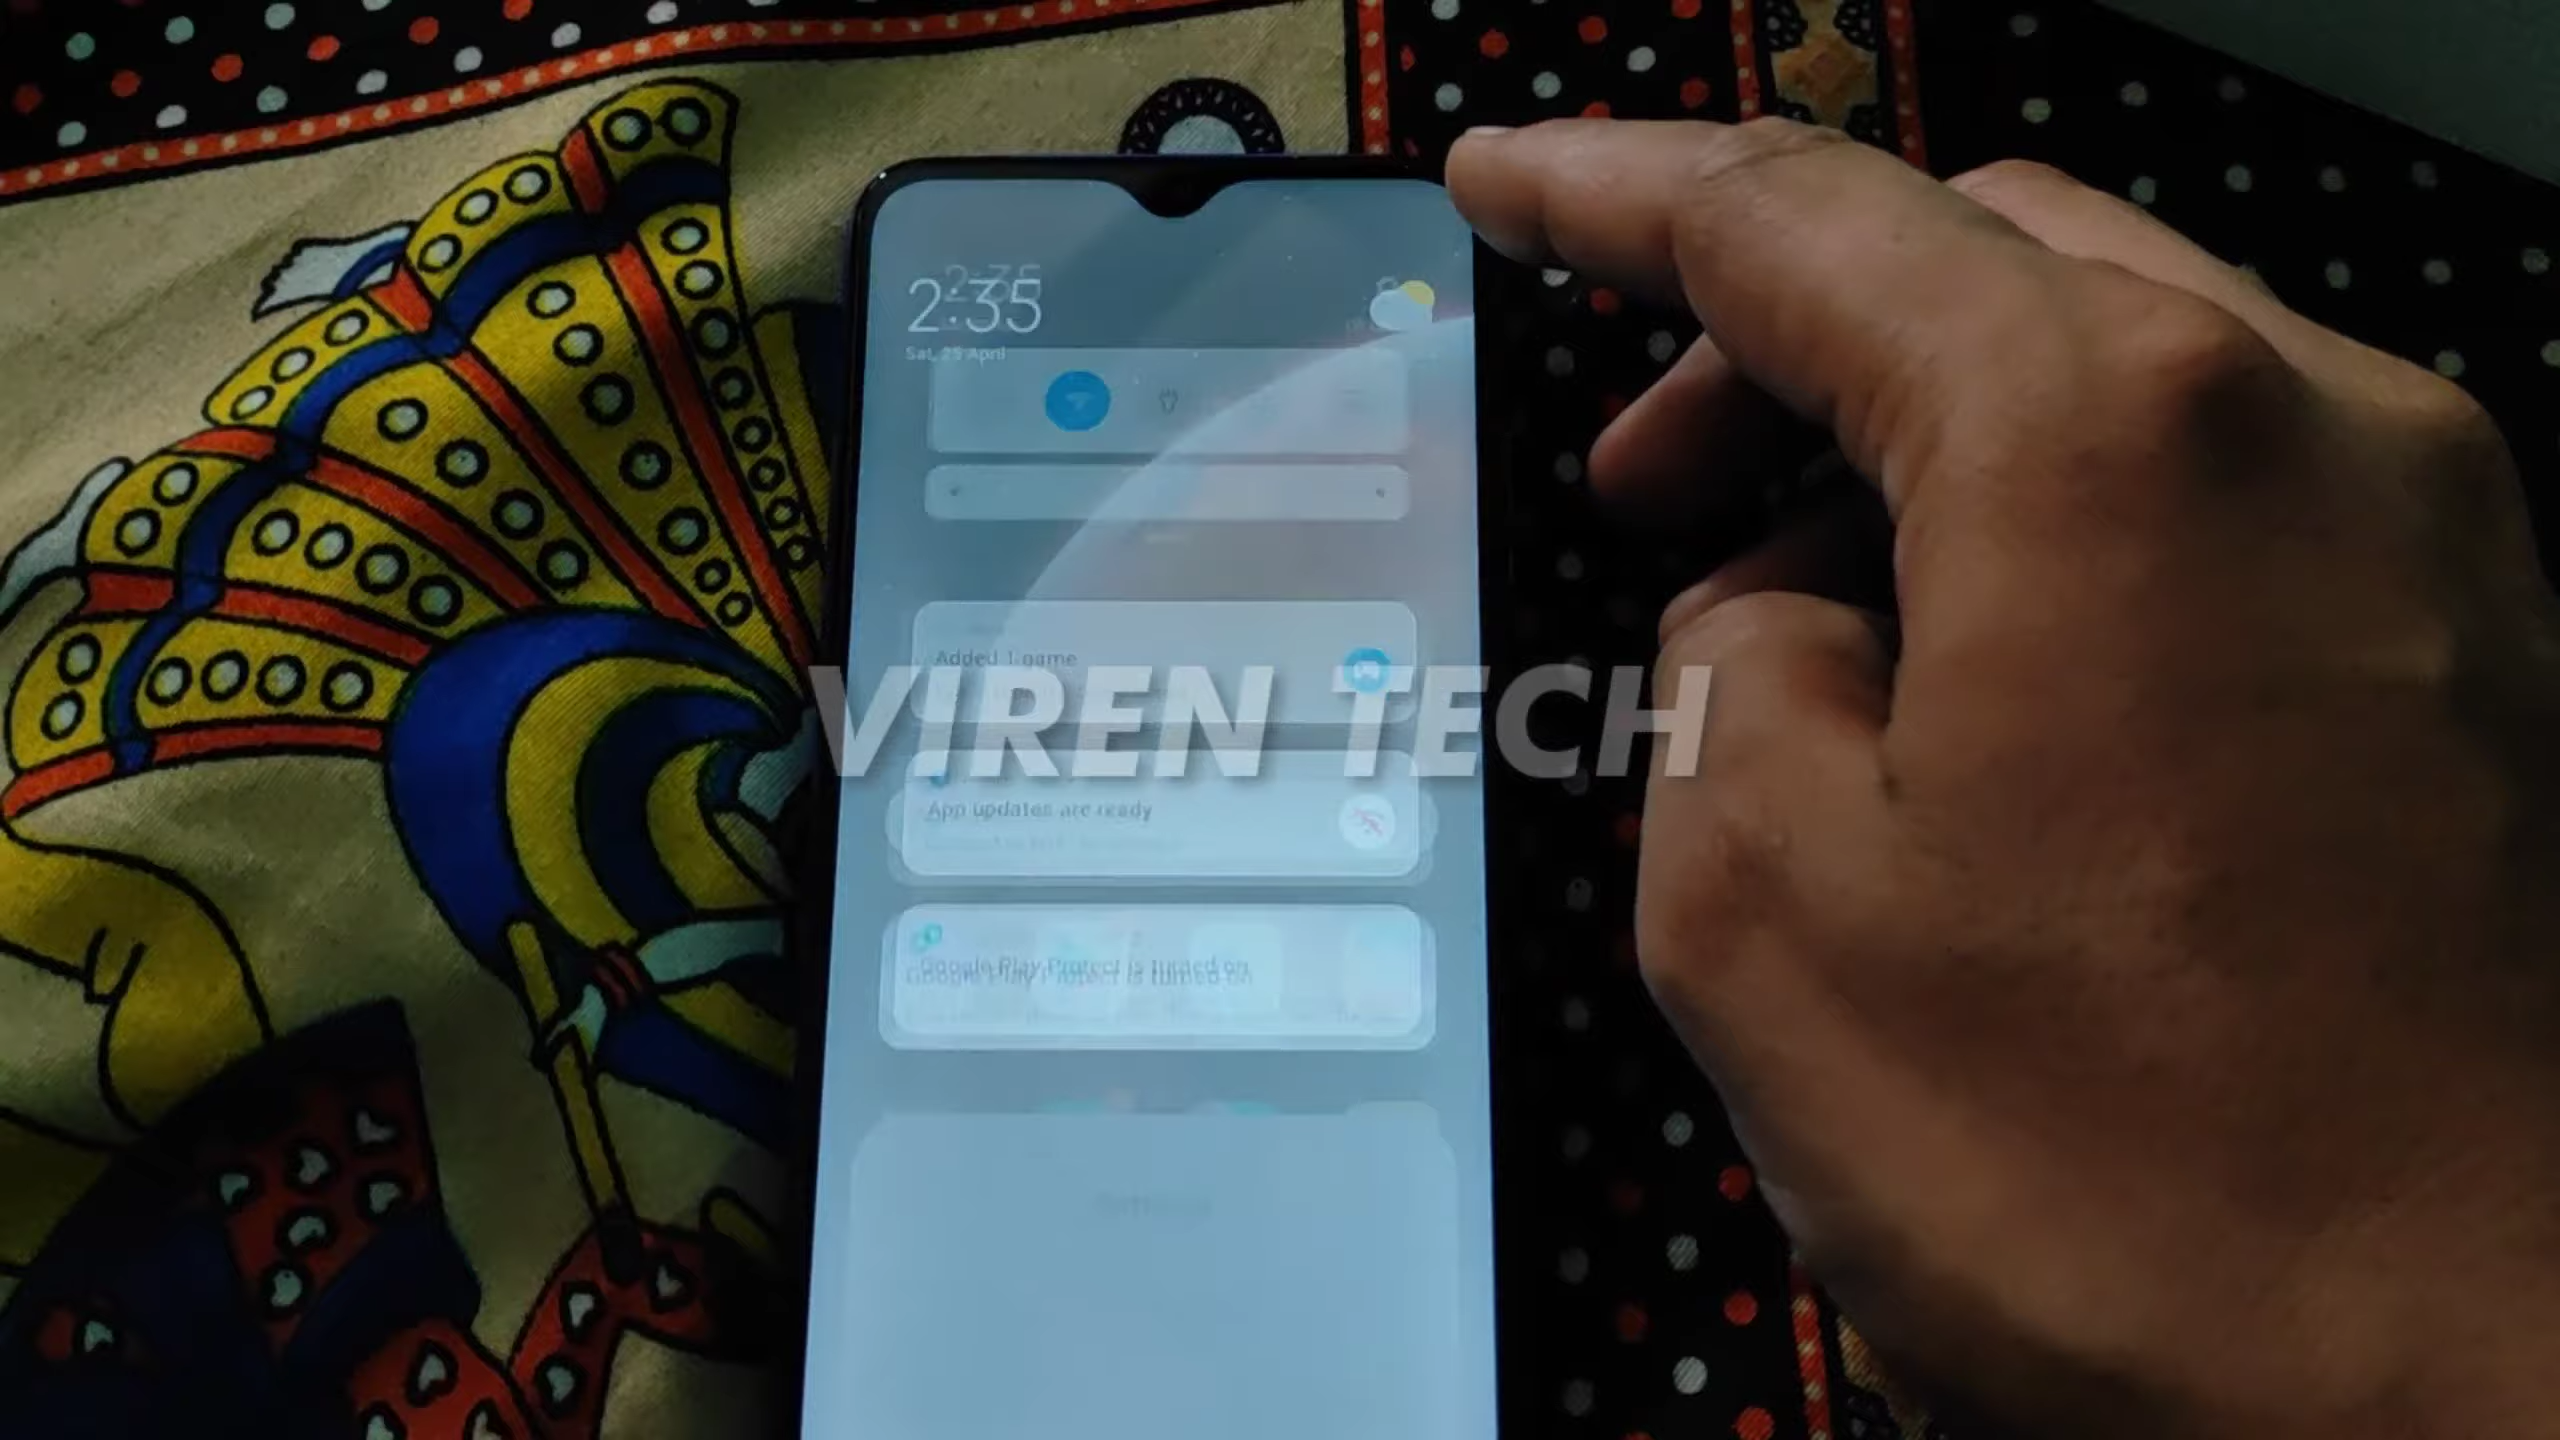 2:35
Sat, 25 April
Added 1 game
VIREN TECH
App updates are ready
Google Play Protect is turned on